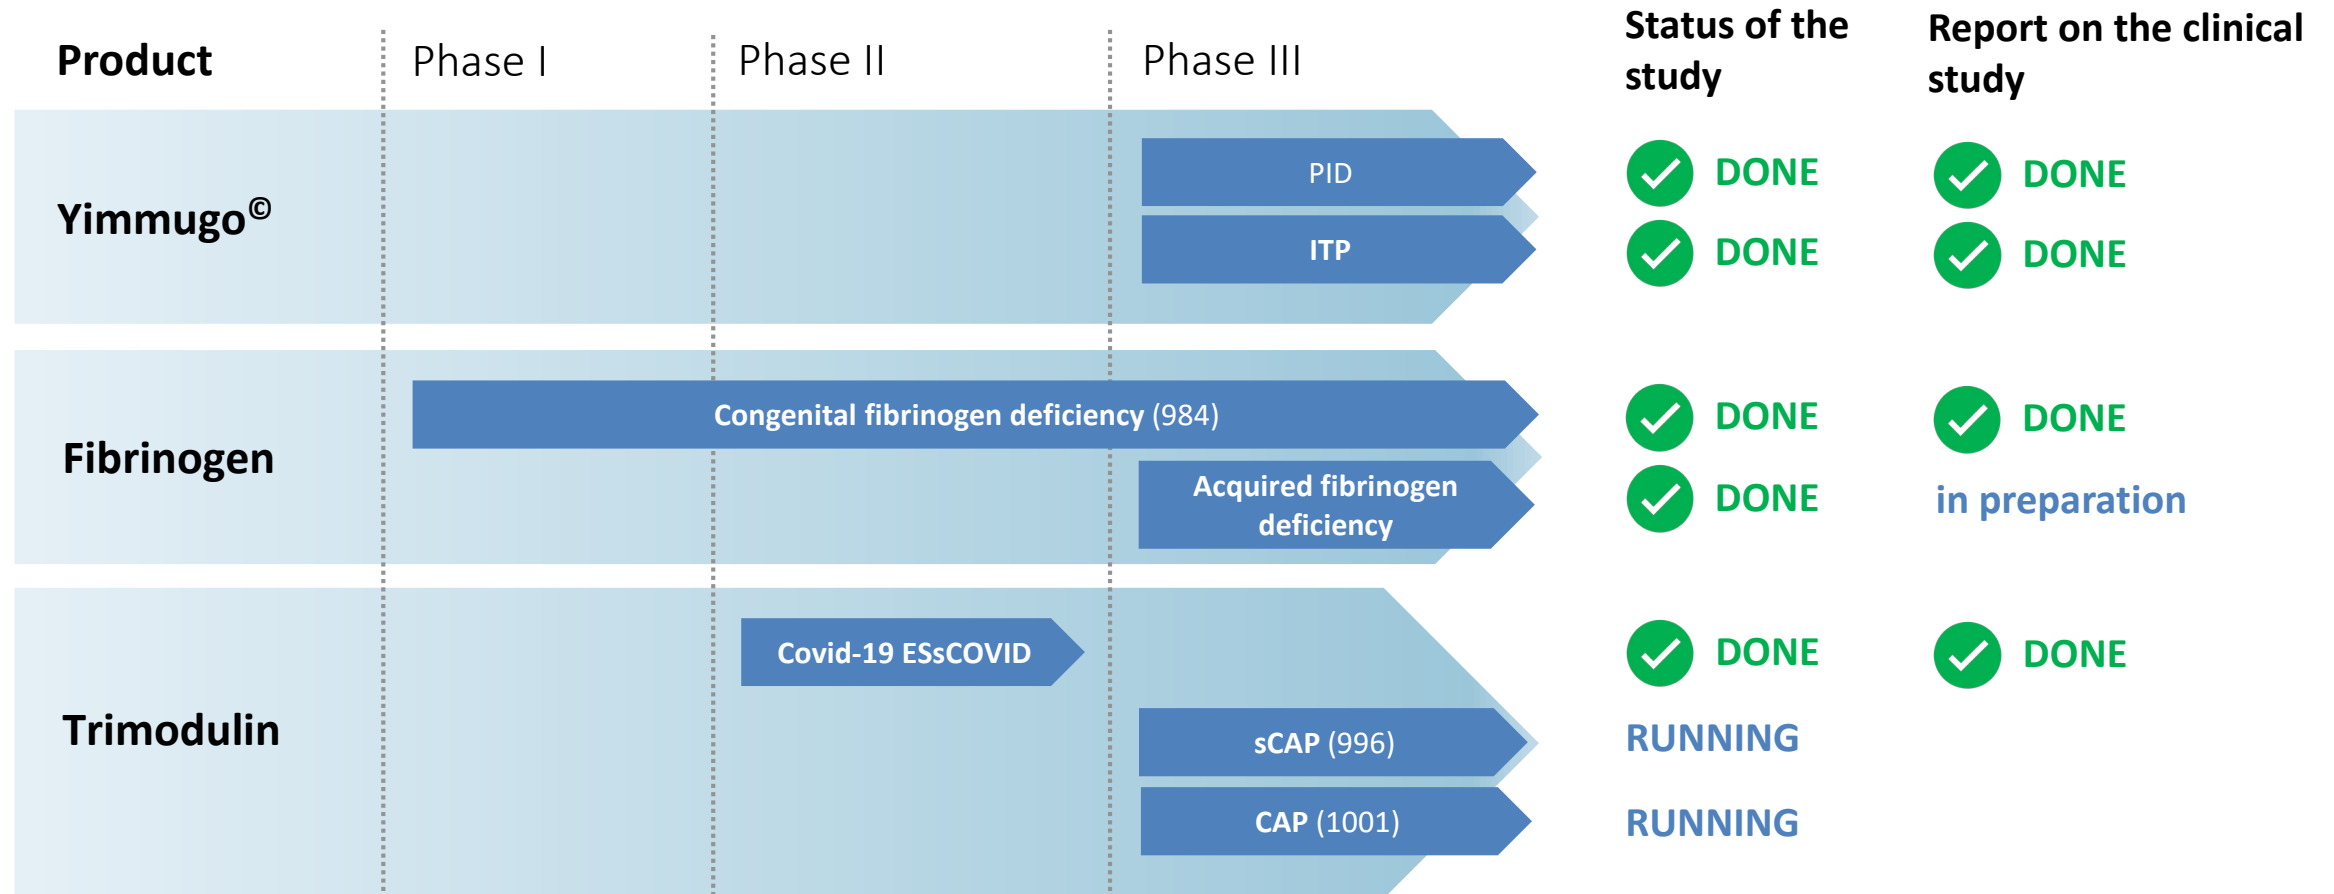 Product
Phase I
Phase II
Phase III
Status of the
study
Report on the clinical
study
Yimmugo©
PID
DONE
DONE
ITP
DONE
DONE
Fibrinogen
Congenital fibrinogen deficiency (984)
DONE
DONE
Acquired fibrinogen
deficiency
DONE
in preparation
Trimodulin
Covid-19 ESsCOVID
DONE
DONE
sCAP (996)
RUNNING
CAP (1001)
RUNNING